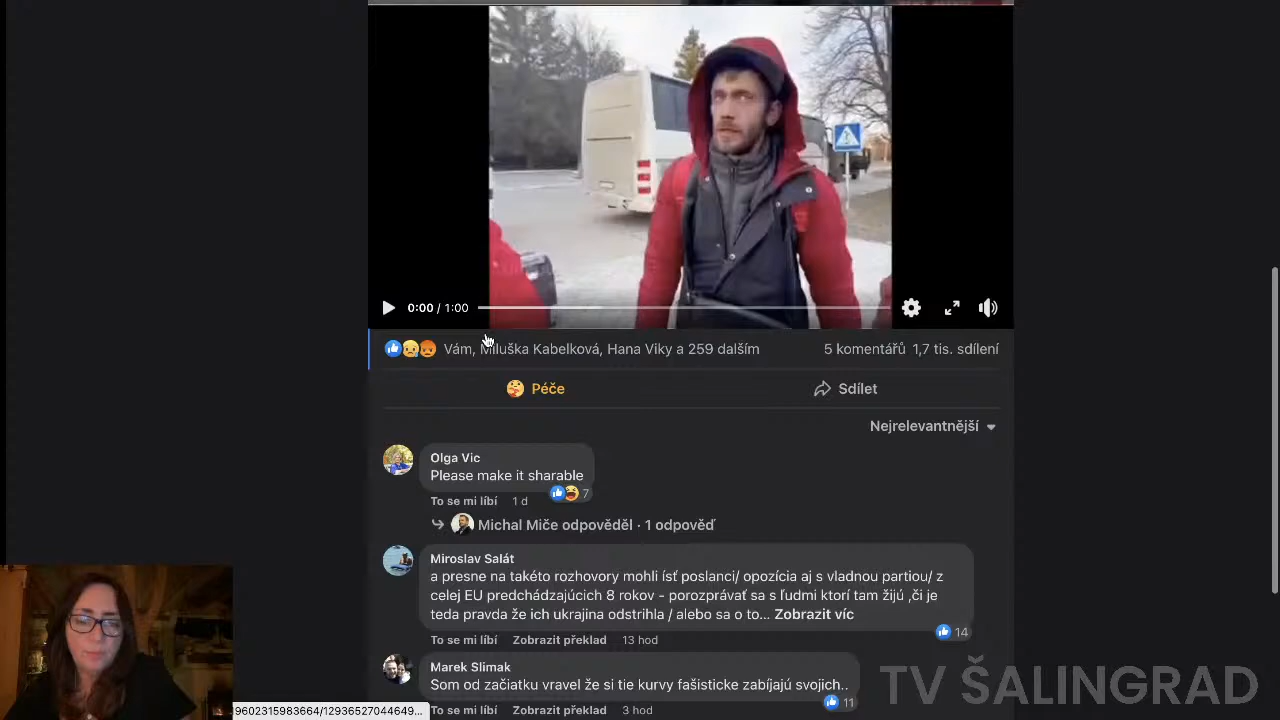 0:00 / 1:00
Vám, Miluška Kabelková, Hana Viky a 259 dalším
5 komentářů 1,7 tis. sdílení
Péče
Sdílet
Nejrelevantnější
Olga Vic
Please make it sharable
7
To se mi líbí 1 d
Michal Miče odpověděl · 1 odpověď
Miroslav Salát
a presne na takéto rozhovory mohli ísť poslanci/ opozícia aj s vladnou partiou/ z
celej EU predchádzajúcich 8 rokov - porozprávať sa s ľudmi ktorí tam žijú ,či je
teda pravda že ich ukrajina odstrihla / alebo sa o to... Zobrazit víc
14
To se mi líbí Zobrazit překlad 13 hod
Marek Slimak
Som od začiatku vravel že si tie kurvy fašisticke zabíjajú svojich..
11
To se mi líbí Zobrazit překlad 3 hod
9602315983664/12936527044649...
TV ŠALINGRAD